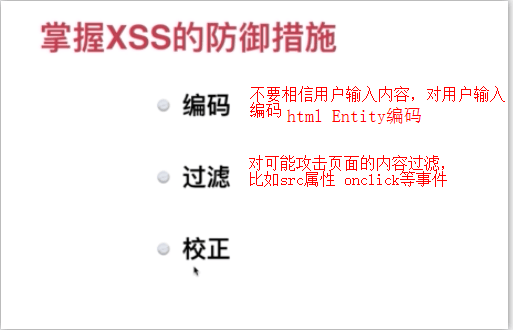 掌握XSS的防御措施
编码
不要相信用户输入内容，对用户输入
编码 html Entity编码
过滤
对可能攻击页面的内容过滤，
比如src属性 onclick等事件
校正